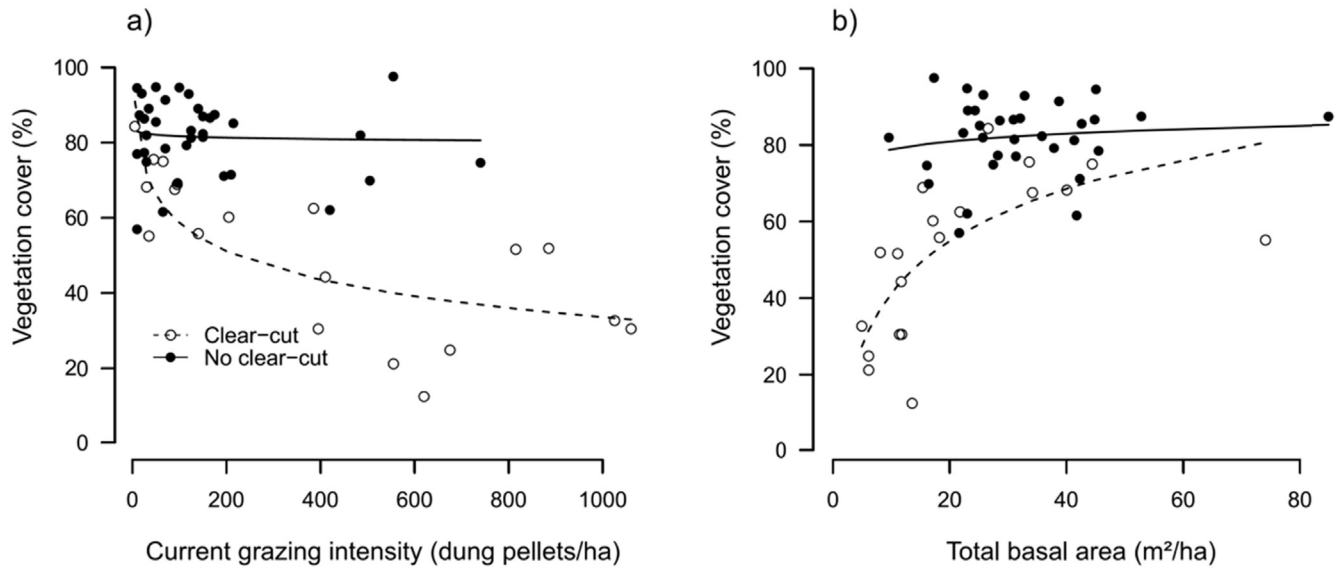 a)
Vegetation cover (%)
100
80
60
40
20
0
Clear−cut
No clear−cut
0 200 400 600 800 1000
Current grazing intensity (dung pellets/ha)
b)
Vegetation cover (%)
100
80
60
40
20
0
0 20 40 60 80
Total basal area (m²/ha)